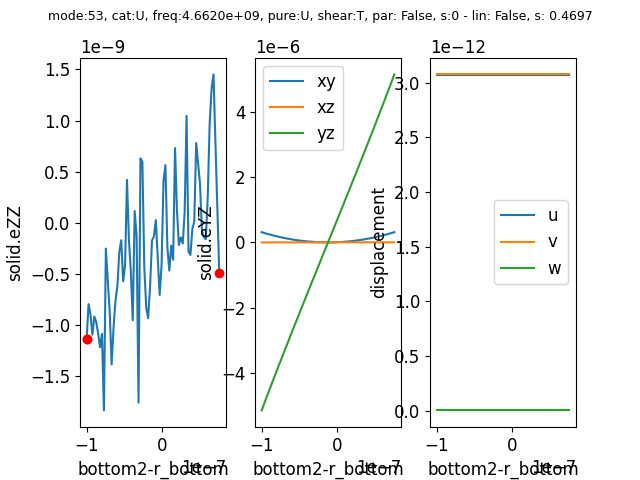 mode:53, cat:U, freq:4.6620e+09, pure:U, shear:T, par: False, s:0 - lin: False, s: 0.4697
1e−9
1e−6
1e−12
1.5
1.0
0.5
0.0
−0.5
−1.0
−1.5
solid.eZZ
−1
0
1e−7
bottom2-r_bottom
xy
xz
yz
4
2
0
−2
−4
solid.eYZ
−1
0
1e−7
bottom2-r_bottom
3.0
2.5
2.0
1.5
1.0
0.5
0.0
displacement
u
v
w
−1
0
1e−7
bottom2-r_bottom